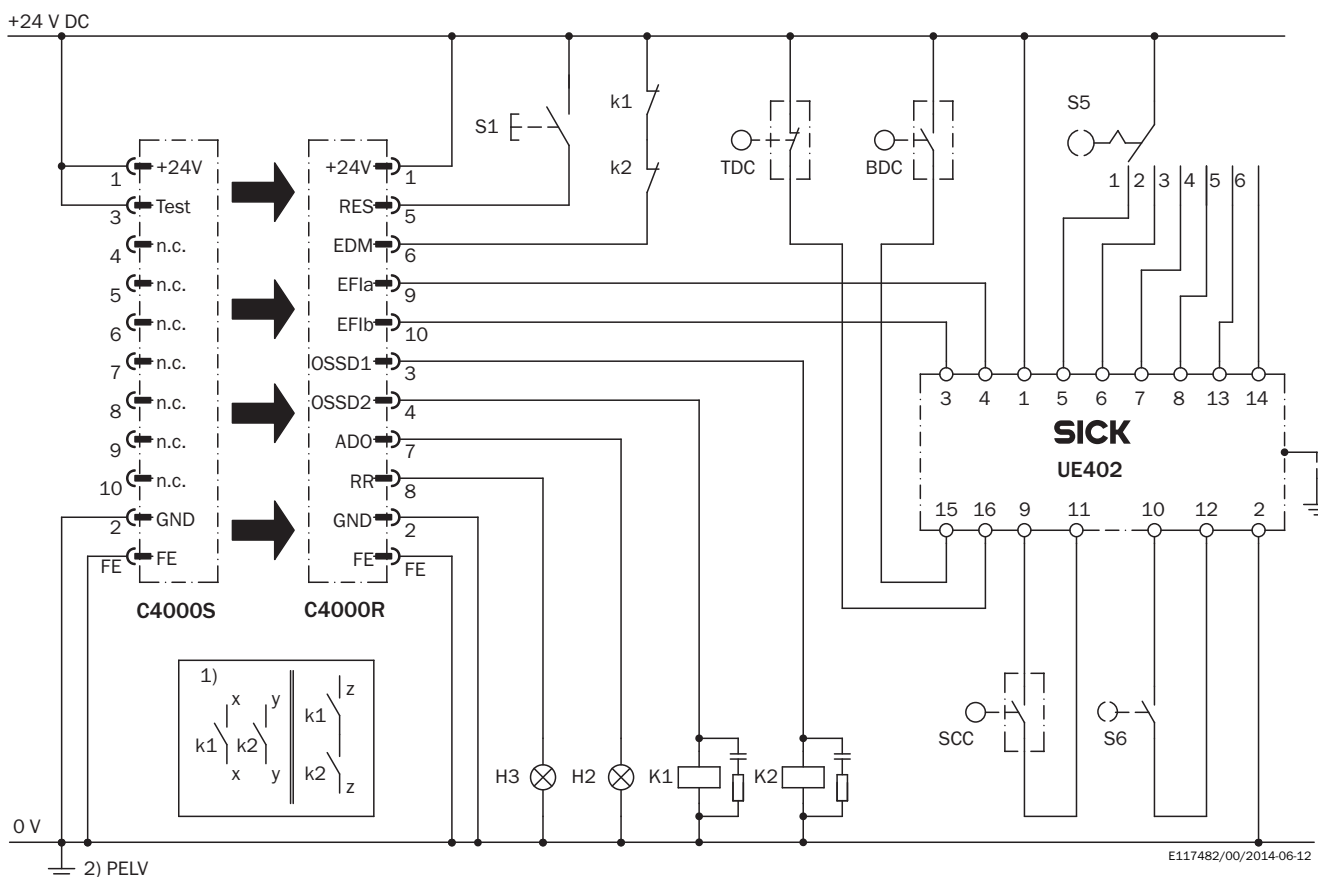 +24 V DC
S1
k1
k2
TDC
BDC
S5
1 2 3 4 5 6
1 +24V
3 Test
4 n.c.
5 n.c.
6 n.c.
7 n.c.
8 n.c.
9 n.c.
10 n.c.
2 GND
FE FE
C4000S
+24V 1
RES 5
EDM 6
EFIa 9
EFIb 10
OSSD1 3
OSSD2 4
ADO 7
RR 8
GND 2
FE FE
C4000R
3 4 1 5 6 7 8 13 14
SICK
UE402
15 16 9 11 10 12 2
1)
x y z
k1 k2 k1
x y k2 z
H3 H2 K1 K2
SCC S6
0 V
2) PELV
E117482/00/2014-06-12